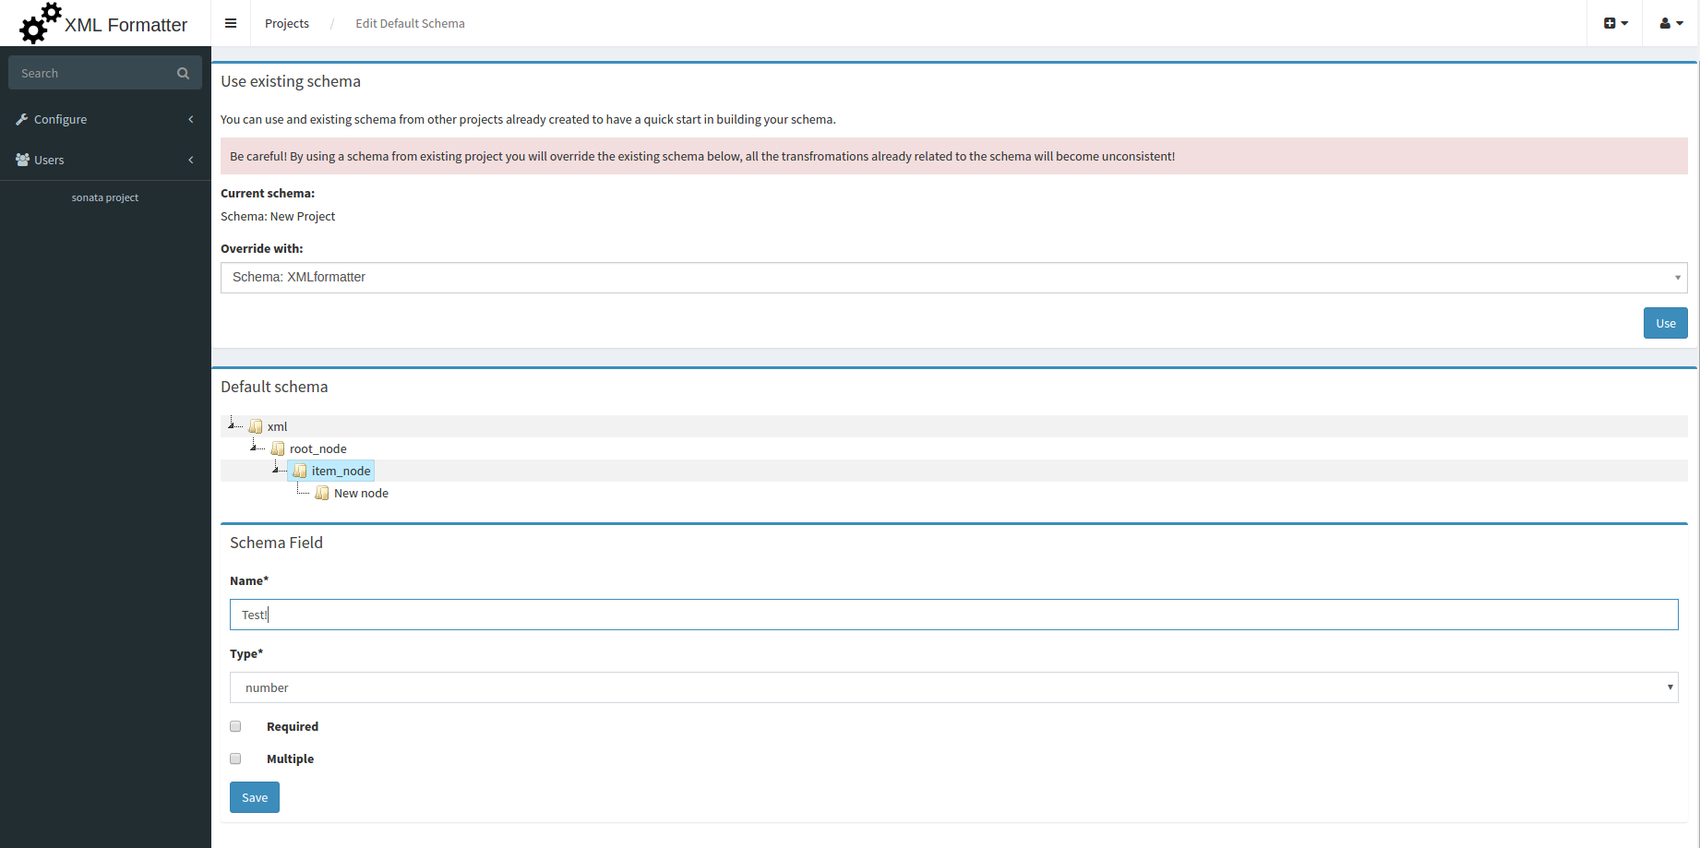 XML Formatter
Projects / Edit Default Schema
Search
Configure
Users
sonata project
Use existing schema
You can use and existing schema from other projects already created to have a quick start in building your schema.
Be careful! By using a schema from existing project you will override the existing schema below, all the transfromations already related to the schema will become unconsistent!
Current schema:
Schema: New Project
Override with:
Schema: XMLformatter
Use
Default schema
xml
root_node
item_node
New node
Schema Field
Name*
Test!
Type*
number
Required
Multiple
Save